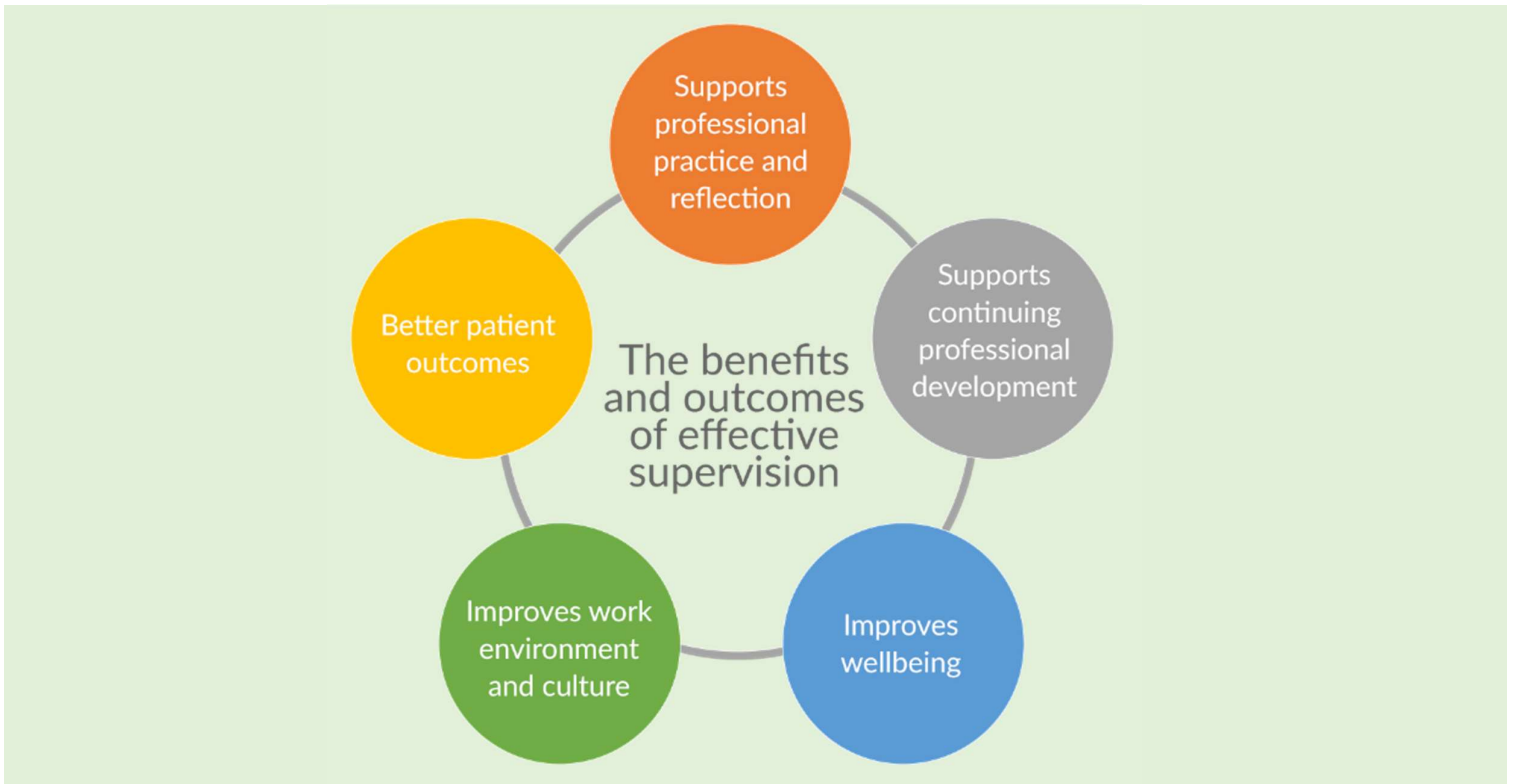 Supports
professional
practice and
reflection
Supports
continuing
professional
development
Improves
wellbeing
Improves work
environment
and culture
Better patient
outcomes
The benefits
and outcomes
of effective
supervision